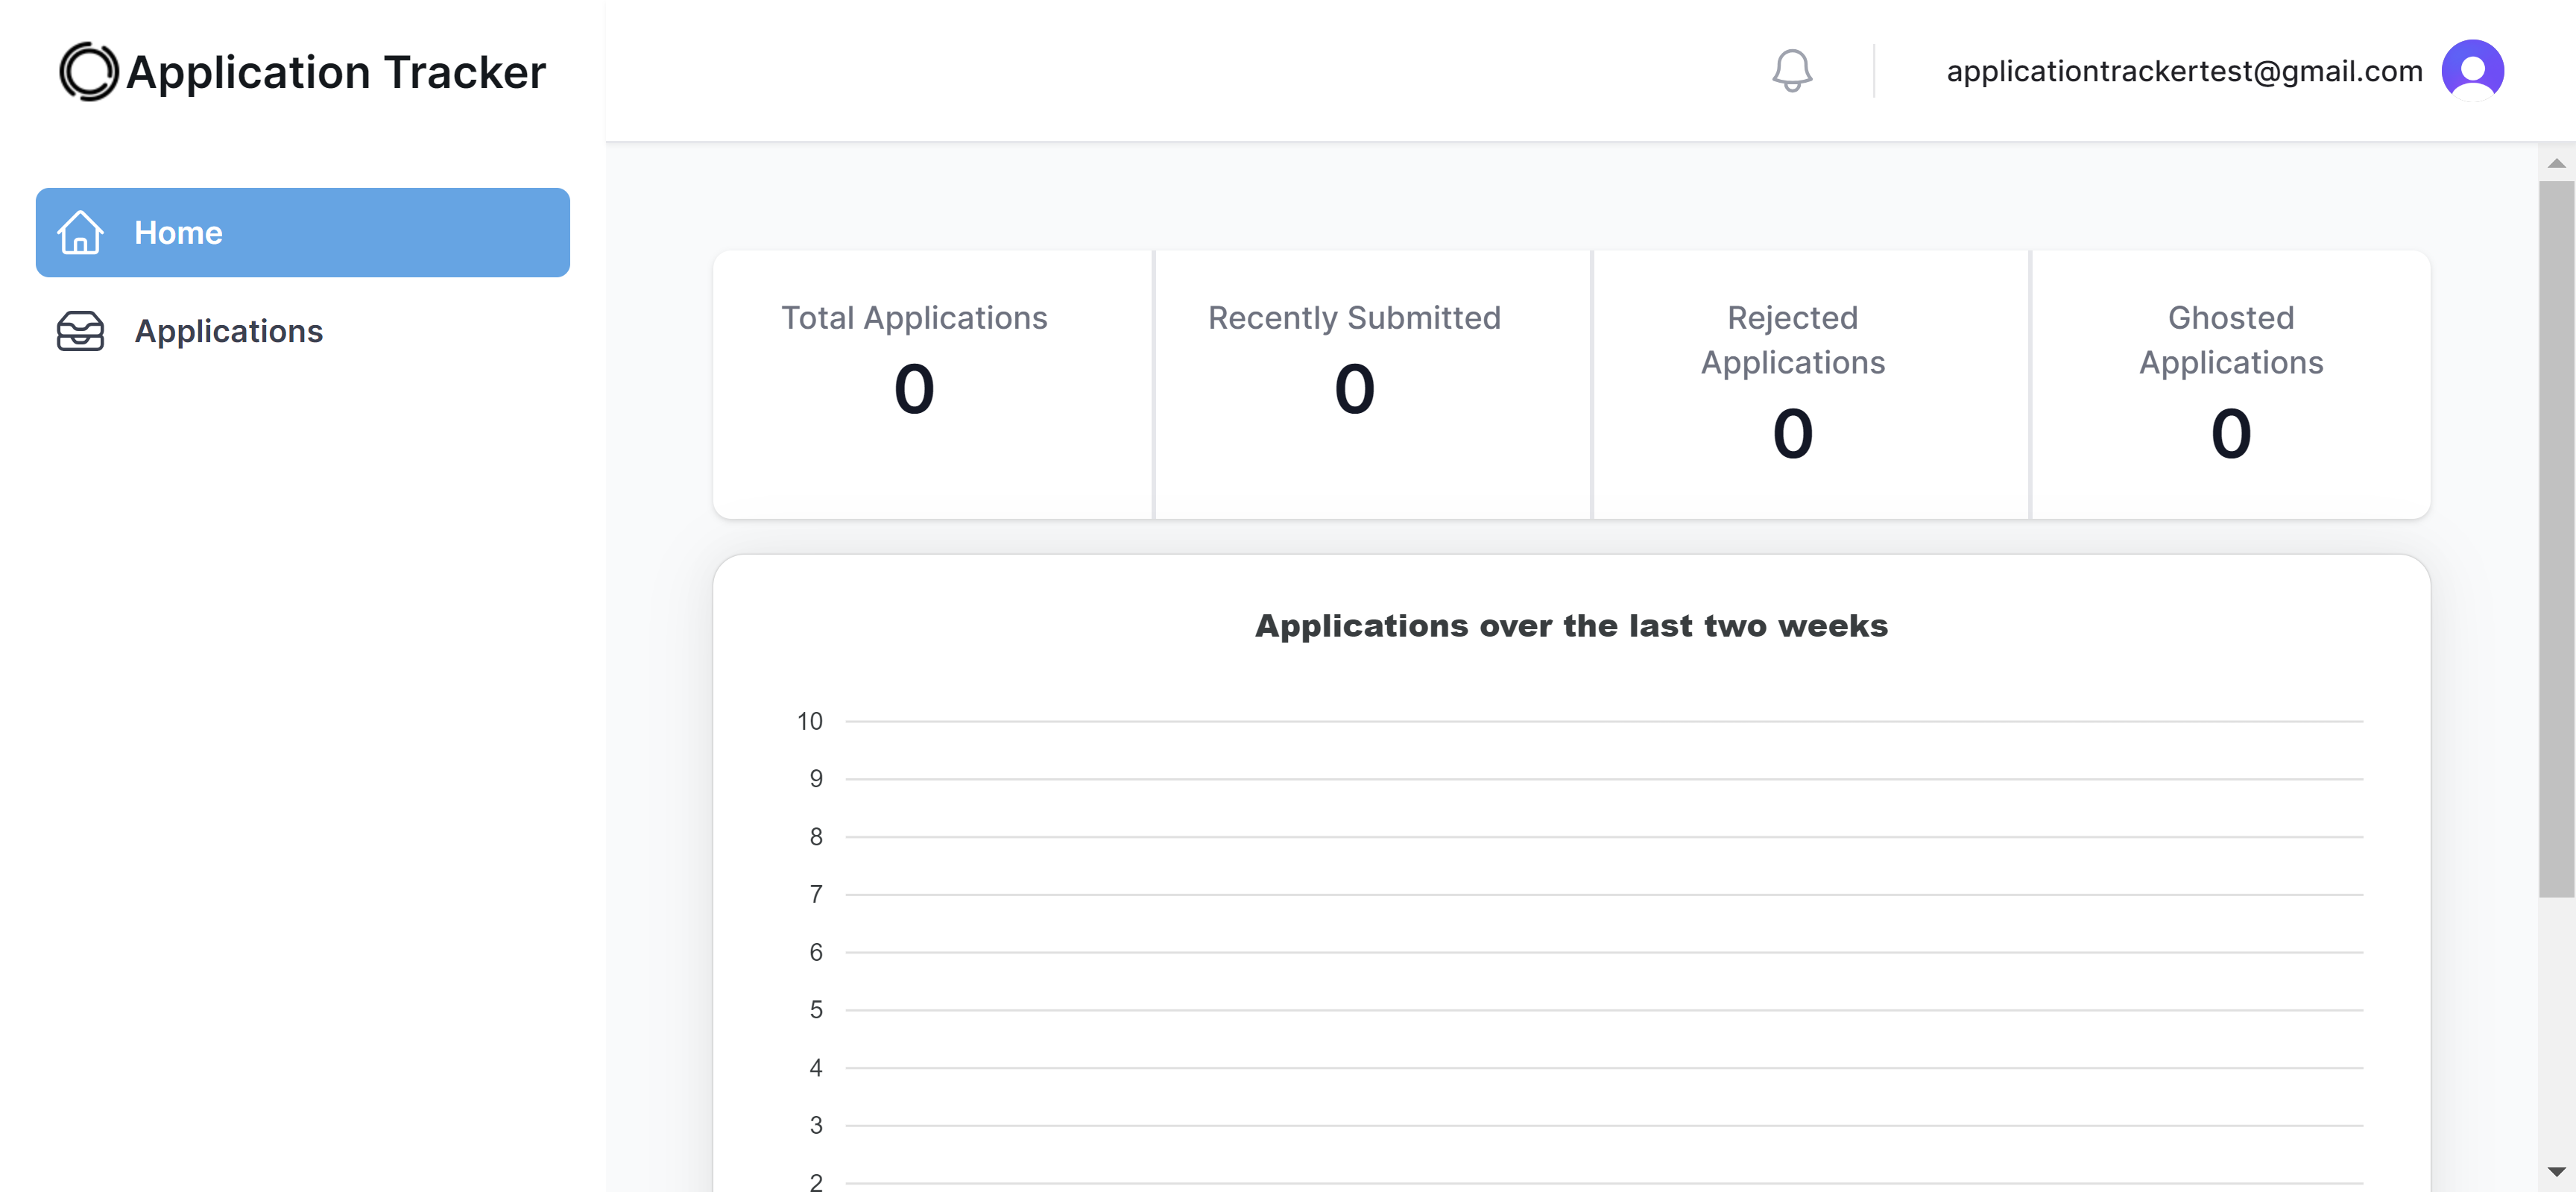 Application Tracker
applicationtrackertest@gmail.com
Home
Applications
Total Applications
0
Recently Submitted
0
Rejected
Applications
0
Ghosted
Applications
0
Applications over the last two weeks
10
9
8
7
6
5
4
3
2